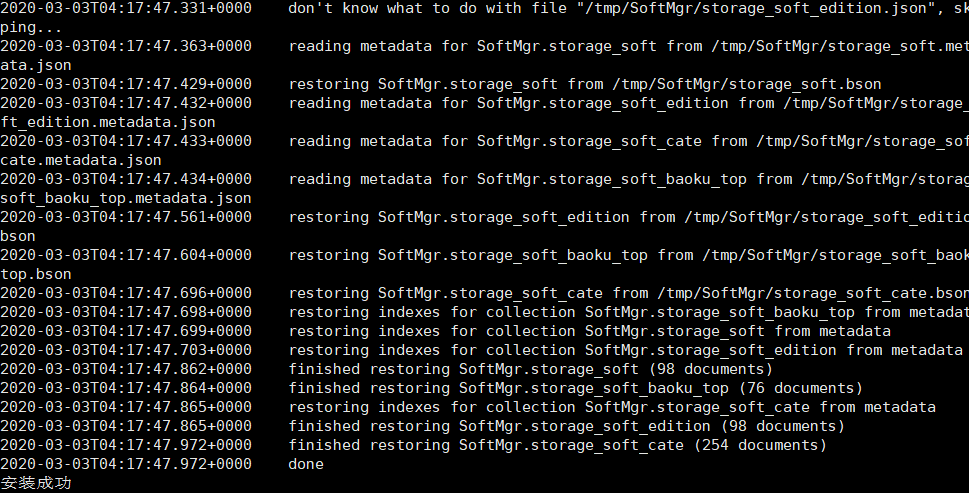 2020-03-03T04:17:47.331+0000    don't know what to do with file "/tmp/SoftMgr/storage_soft_edition.json", sk
ping...
2020-03-03T04:17:47.363+0000    reading metadata for SoftMgr.storage_soft from /tmp/SoftMgr/storage_soft.met
ata.json
2020-03-03T04:17:47.429+0000    restoring SoftMgr.storage_soft from /tmp/SoftMgr/storage_soft.bson
2020-03-03T04:17:47.432+0000    reading metadata for SoftMgr.storage_soft_edition from /tmp/SoftMgr/storage_
ft_edition.metadata.json
2020-03-03T04:17:47.433+0000    reading metadata for SoftMgr.storage_soft_cate from /tmp/SoftMgr/storage_sof
cate.metadata.json
2020-03-03T04:17:47.434+0000    reading metadata for SoftMgr.storage_soft_baoku_top from /tmp/SoftMgr/storag
soft_baoku_top.metadata.json
2020-03-03T04:17:47.561+0000    restoring SoftMgr.storage_soft_edition from /tmp/SoftMgr/storage_soft_editio
bson
2020-03-03T04:17:47.604+0000    restoring SoftMgr.storage_soft_baoku_top from /tmp/SoftMgr/storage_soft_baok
top.bson
2020-03-03T04:17:47.696+0000    restoring SoftMgr.storage_soft_cate from /tmp/SoftMgr/storage_soft_cate.bson
2020-03-03T04:17:47.698+0000    restoring indexes for collection SoftMgr.storage_soft_baoku_top from metadat
2020-03-03T04:17:47.699+0000    restoring indexes for collection SoftMgr.storage_soft from metadata
2020-03-03T04:17:47.703+0000    restoring indexes for collection SoftMgr.storage_soft_edition from metadata
2020-03-03T04:17:47.862+0000    finished restoring SoftMgr.storage_soft (98 documents)
2020-03-03T04:17:47.864+0000    finished restoring SoftMgr.storage_soft_baoku_top (76 documents)
2020-03-03T04:17:47.865+0000    restoring indexes for collection SoftMgr.storage_soft_cate from metadata
2020-03-03T04:17:47.865+0000    finished restoring SoftMgr.storage_soft_edition (98 documents)
2020-03-03T04:17:47.972+0000    finished restoring SoftMgr.storage_soft_cate (254 documents)
2020-03-03T04:17:47.972+0000    done
安装成功